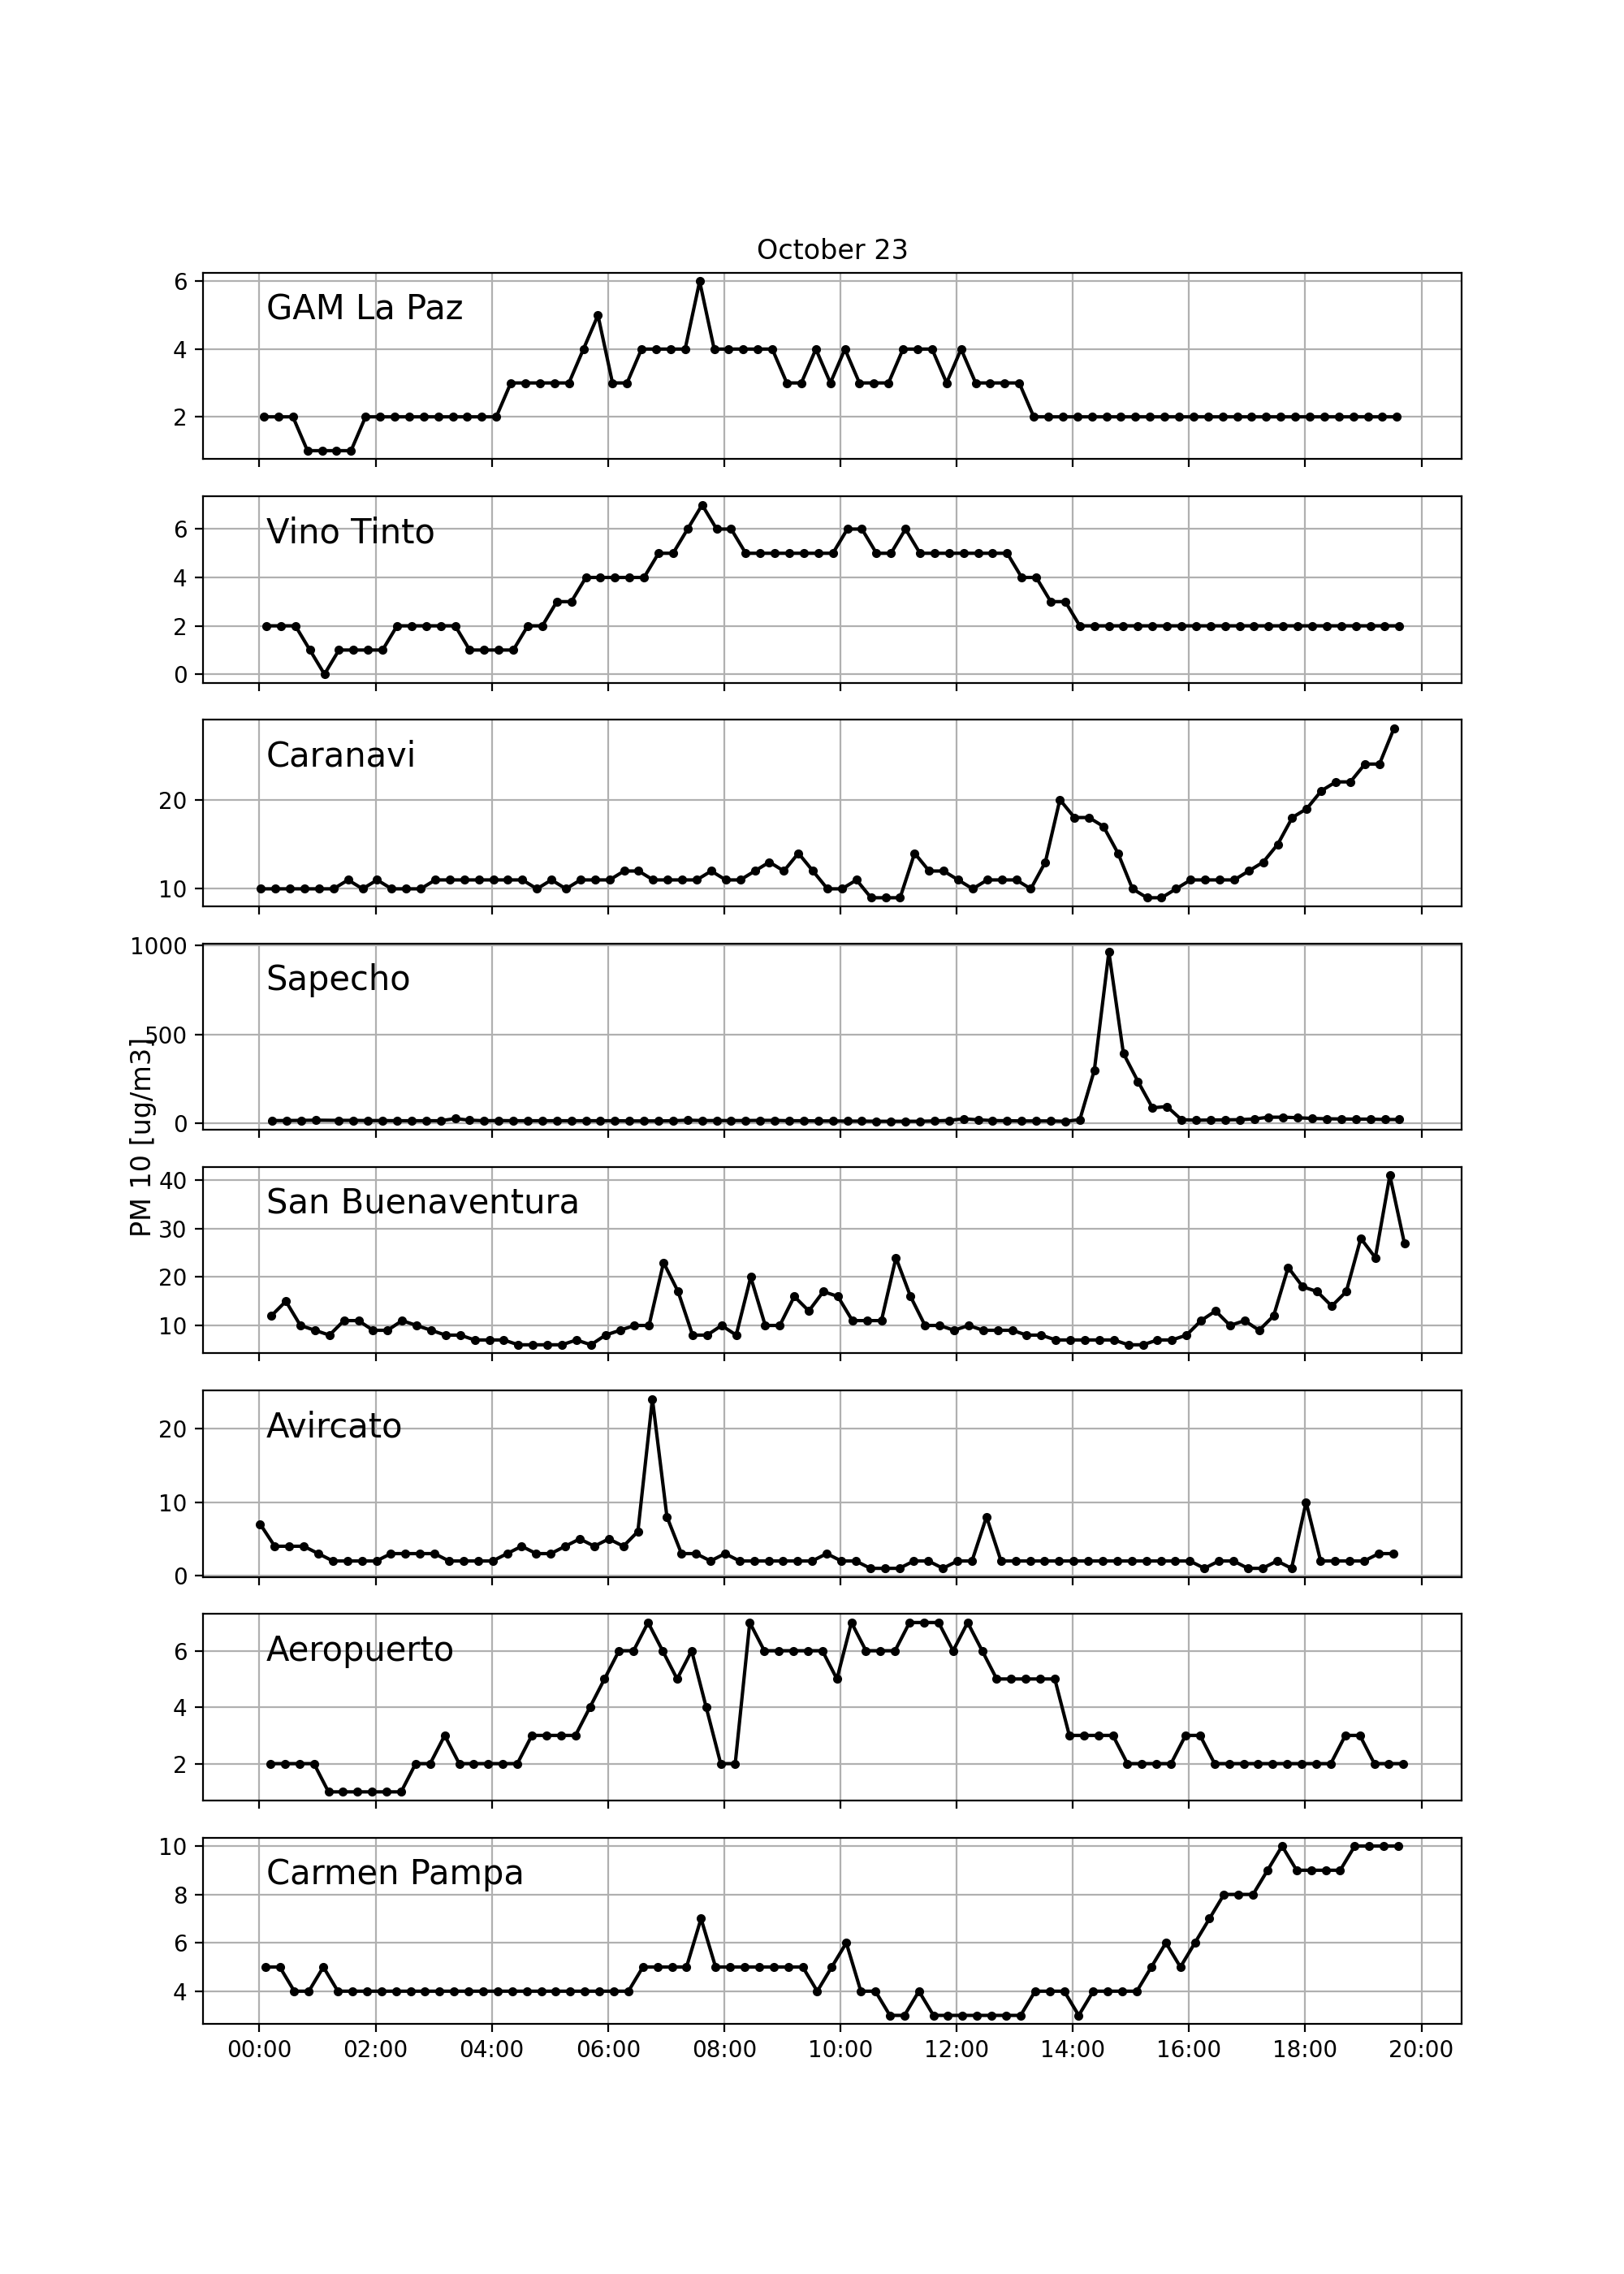 October 23
6
GAM La Paz
4
2
6
Vino Tinto
4
2
0
Caranavi
20
10
1000
Sapecho
500
0
PM 10 [ug/m3]
40
San Buenaventura
30
20
10
20
Avircato
10
0
6
Aeropuerto
4
2
10
Carmen Pampa
8
6
4
00:00 02:00 04:00 06:00 08:00 10:00 12:00 14:00 16:00 18:00 20:00